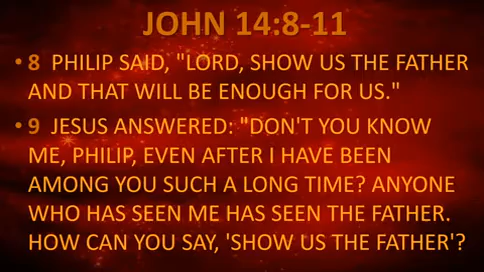 JOHN 14:8-11
• 8 PHILIP SAID, "LORD, SHOW US THE FATHER
AND THAT WILL BE ENOUGH FOR US."
• 9 JESUS ANSWERED: "DON'T YOU KNOW
ME, PHILIP, EVEN AFTER I HAVE BEEN
AMONG YOU SUCH A LONG TIME? ANYONE
WHO HAS SEEN ME HAS SEEN THE FATHER.
HOW CAN YOU SAY, 'SHOW US THE FATHER'?